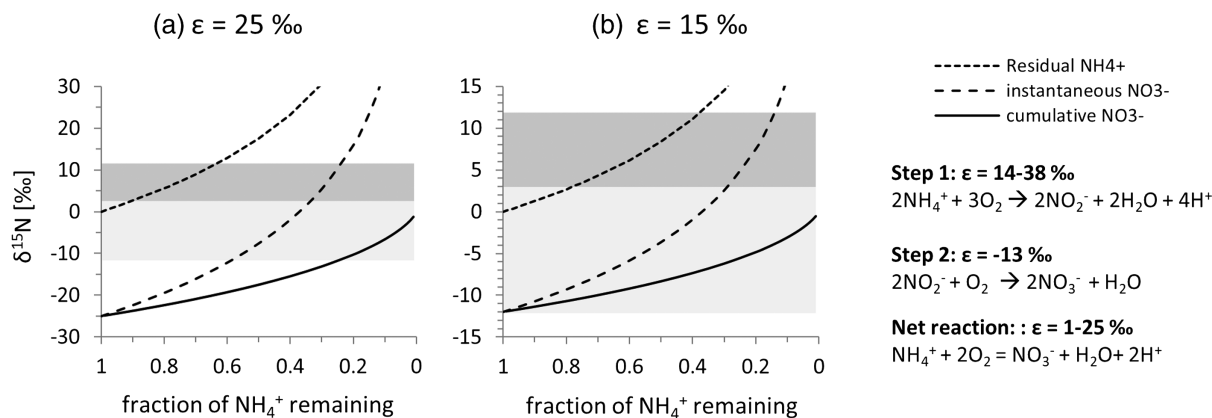 (a) ε = 25 ‰
(b) ε = 15 ‰
δ¹⁵N [‰]
30
20
10
0
-10
-20
-30
1
0.8
0.6
0.4
0.2
0
fraction of NH₄⁺ remaining
15
10
5
0
-5
-10
-15
1
0.8
0.6
0.4
0.2
0
fraction of NH₄⁺ remaining
Residual NH4+
instantaneous NO3-
cumulative NO3-
Step 1: ε = 14-38 ‰
2NH₄⁺ + 3O₂ → 2NO₂⁻ + 2H₂O + 4H⁺
Step 2: ε = -13 ‰
2NO₂⁻ + O₂ → 2NO₃⁻ + H₂O
Net reaction: : ε = 1-25 ‰
NH₄⁺ + 2O₂ = NO₃⁻ + H₂O+ 2H⁺